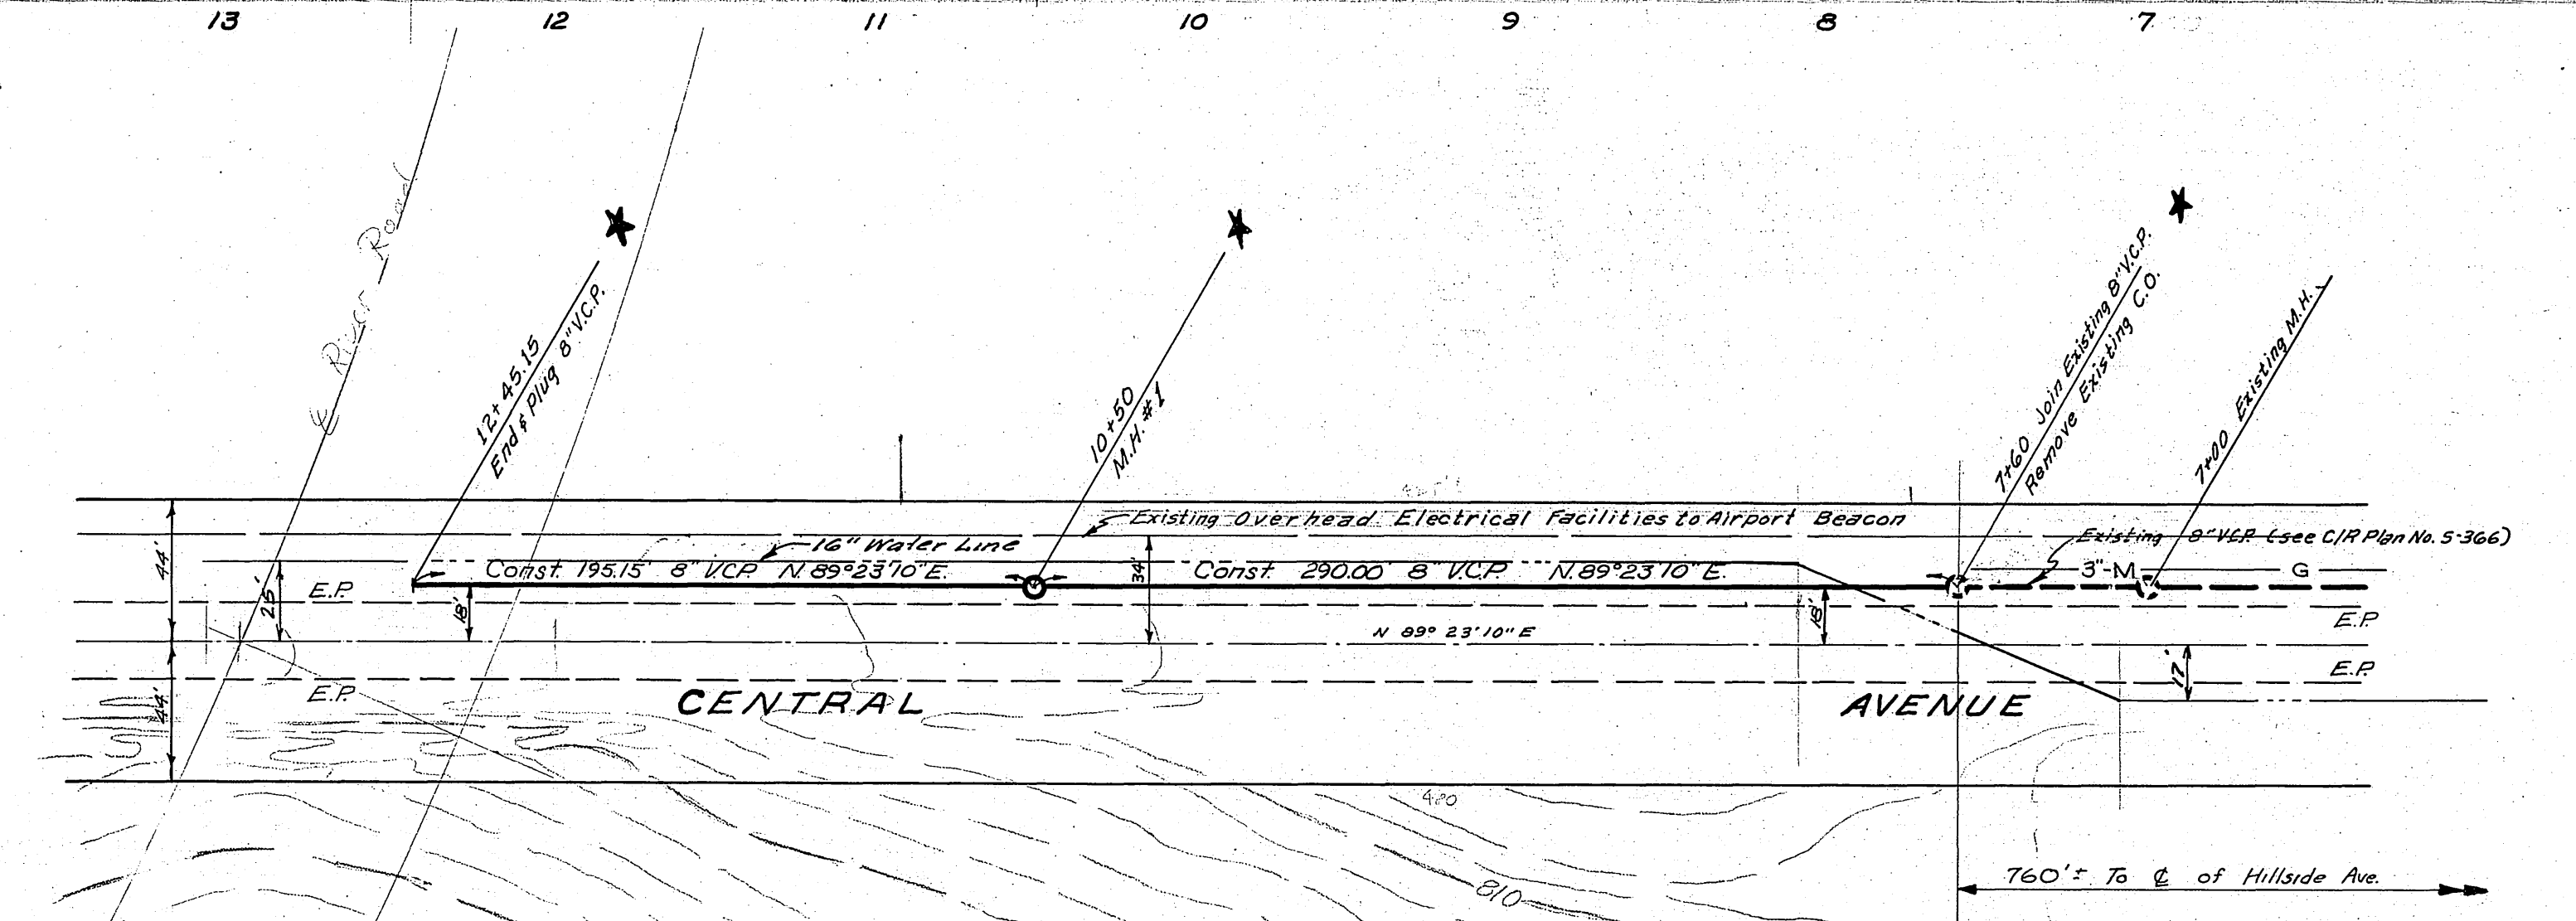 13 12 11 10 9 8 7
℄ River Road
12+45.15
End & Plug 8" V.C.P.
10+50
M.H. #1
7+60 Join Existing 8" V.C.P.
Remove Existing C.O.
7+00 Existing M.H.
Existing Overhead Electrical Facilities to Airport Beacon
16" Water Line
Existing 8" V.C.P. (see C/R Plan No. S-366)
Const. 195.15' 8" V.C.P. N. 89°23'10" E.
Const. 290.00' 8" V.C.P. N. 89°23'10" E.
3"-M G
44'
25'
E.P.
18'
34'
18'
N 89° 23'10" E
E.P.
17'
E.P.
E.P.
44'
CENTRAL AVENUE
480
810
760'± To ℄ of Hillside Ave.